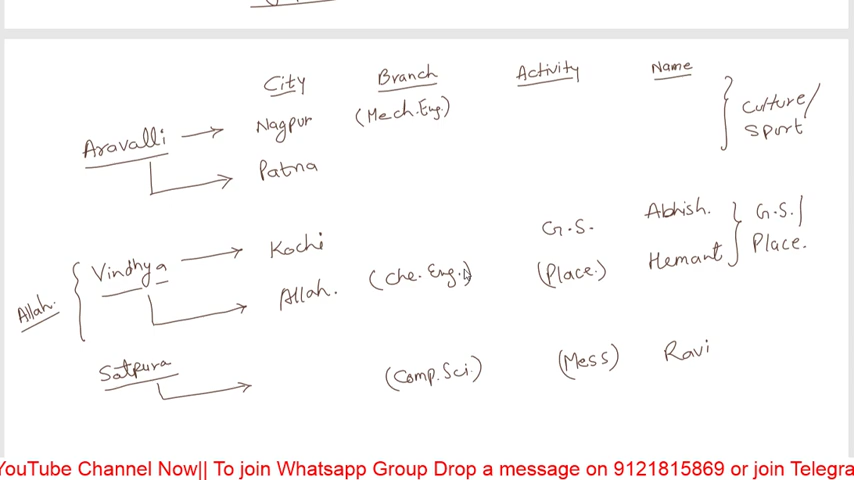 City Branch Activity Name
Aravalli → Nagpur (Mech.Eng.) } Culture/
Sport
Patna
Allah. { Vindhya → Kochi G.S. Abhish. } G.S./
Allah. (Che. Eng.) (Place.) Hemant Place.
Satpura (Comp.Sci.) (Mess) Ravi
YouTube Channel Now|| To join Whatsapp Group Drop a message on 9121815869 or join Telegra